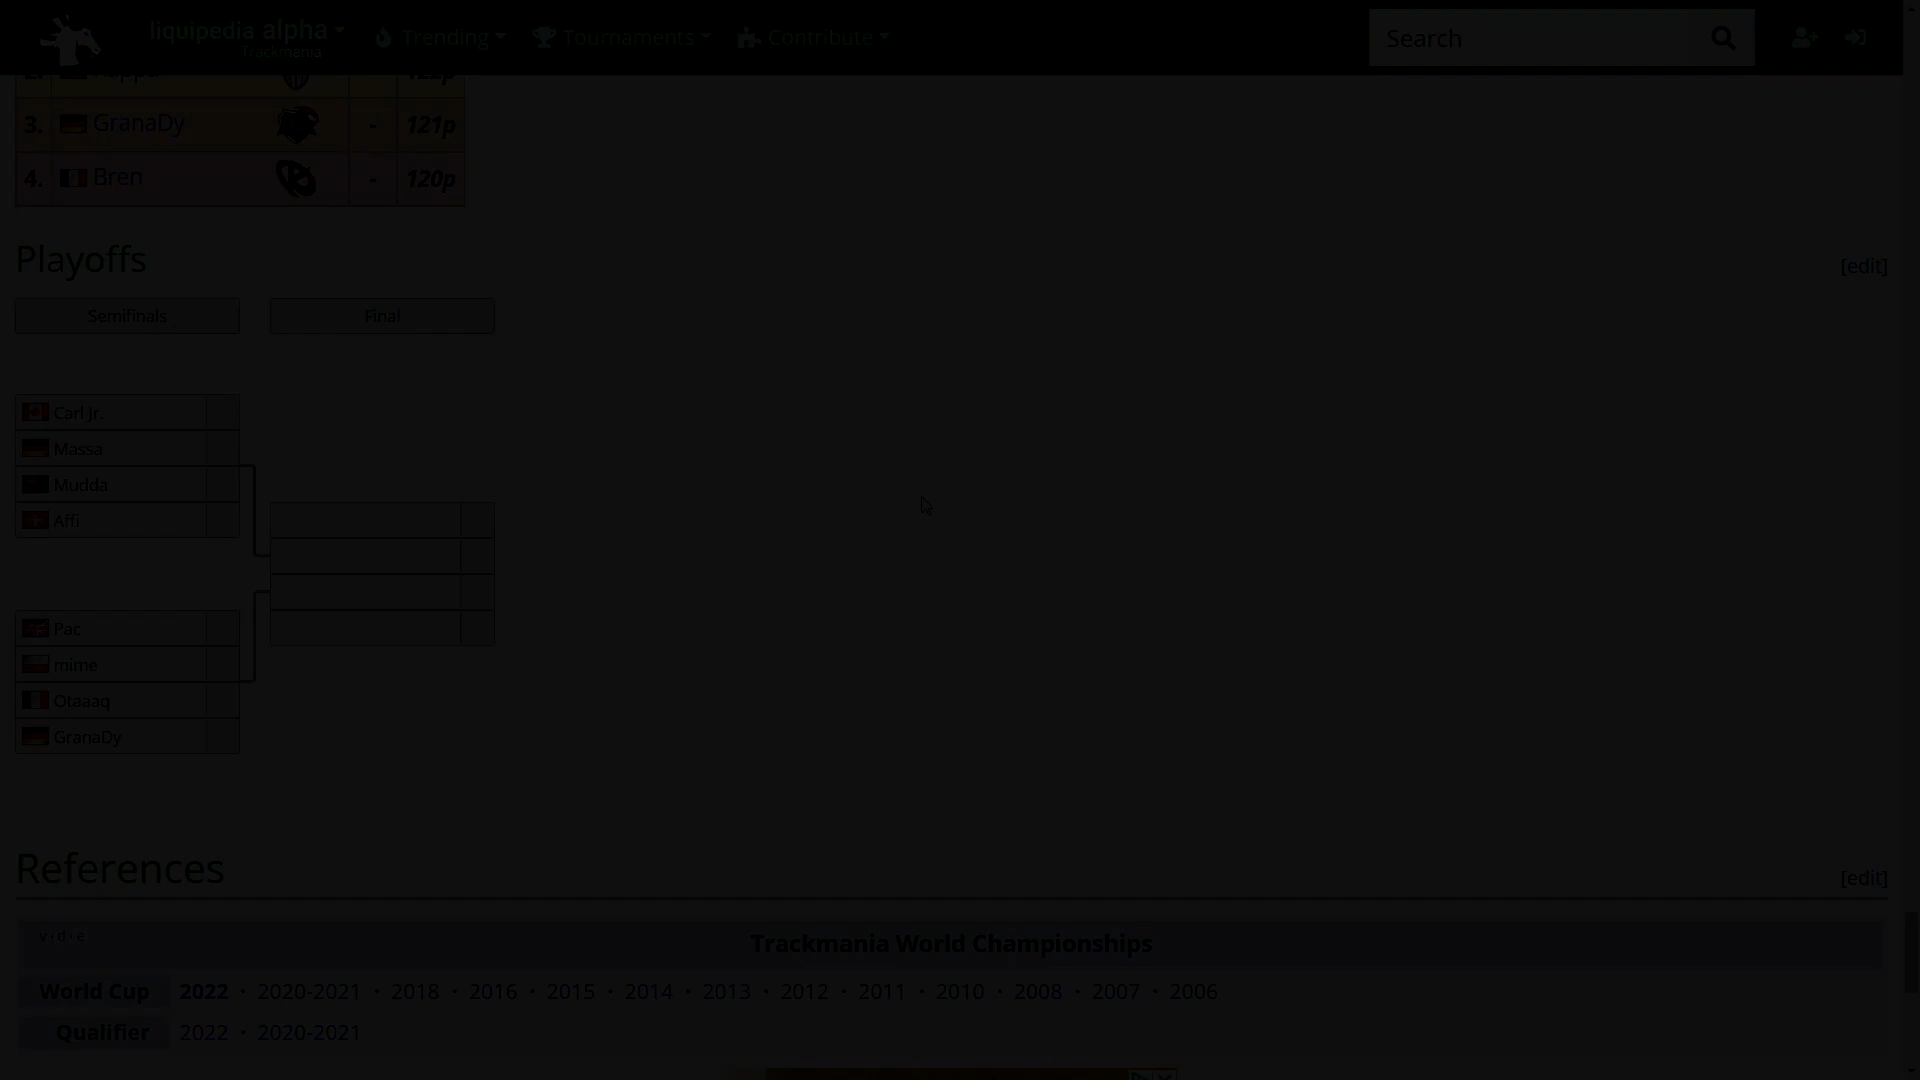 liquipedia alpha
Trackmania
Trending
Tournaments
Contribute
Search
3. GranaDy - 121p
4. Bren - 120p
Playoffs
[edit]
Semifinals
Final
Carl Jr.
Massa
Mudda
Affi
Pac
mime
Otaaaq
GranaDy
References
[edit]
v · d · e
Trackmania World Championships
World Cup 2022 · 2020-2021 · 2018 · 2016 · 2015 · 2014 · 2013 · 2012 · 2011 · 2010 · 2008 · 2007 · 2006
Qualifier 2022 · 2020-2021